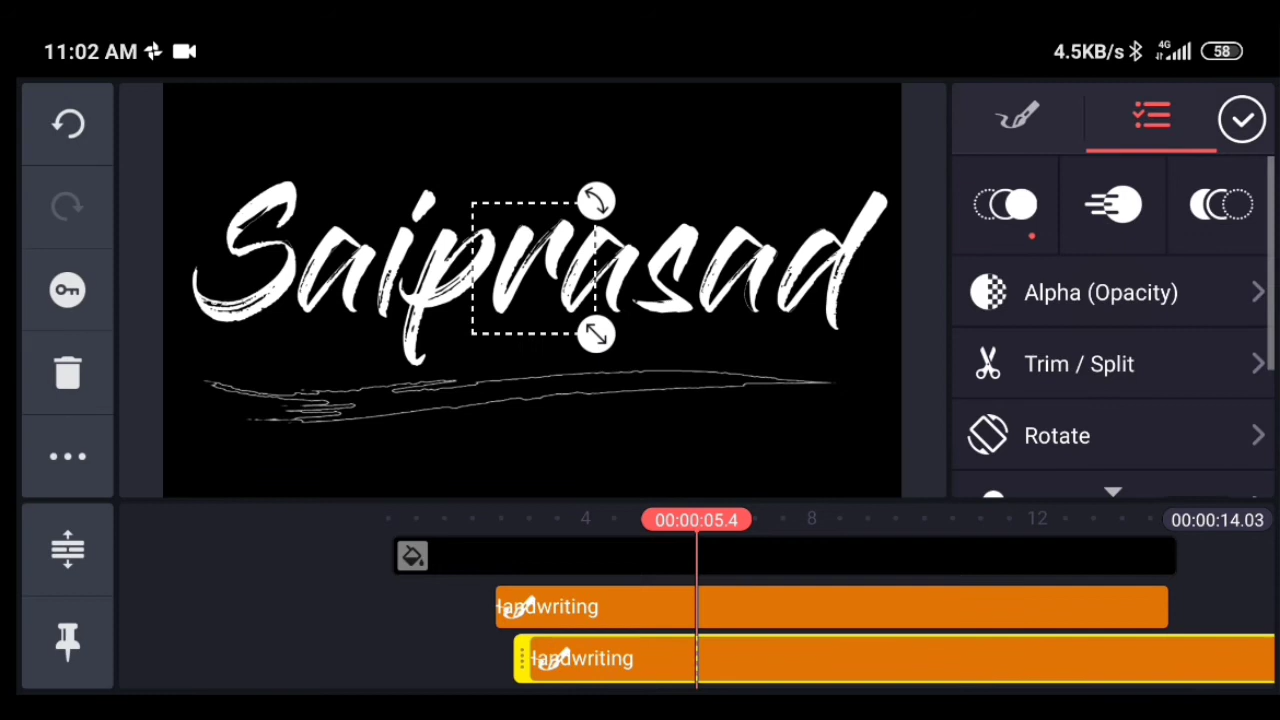 11:02 AM
4.5KB/s 4G 58
Saiprasad
Alpha (Opacity)
Trim / Split
Rotate
4 00:00:05.4 8 12 00:00:14.03
Handwriting
Handwriting